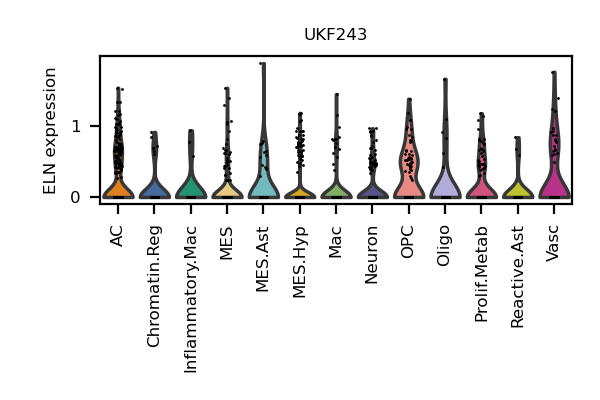 UKF243
ELN expression
1
0
AC
Chromatin.Reg
Inflammatory.Mac
MES
MES.Ast
MES.Hyp
Mac
Neuron
OPC
Oligo
Prolif.Metab
Reactive.Ast
Vasc